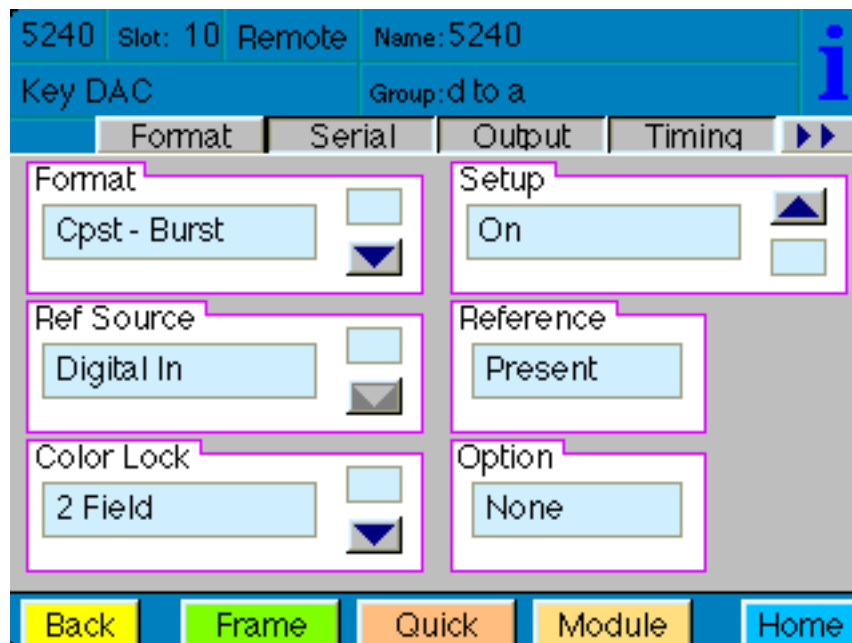 5240 Slot: 10 Remote Name:5240
Key DAC Group:d to a
Format Serial Output Timing
Format
Cpst - Burst
Setup
On
Ref Source
Digital In
Reference
Present
Color Lock
2 Field
Option
None
Back Frame Quick Module Home